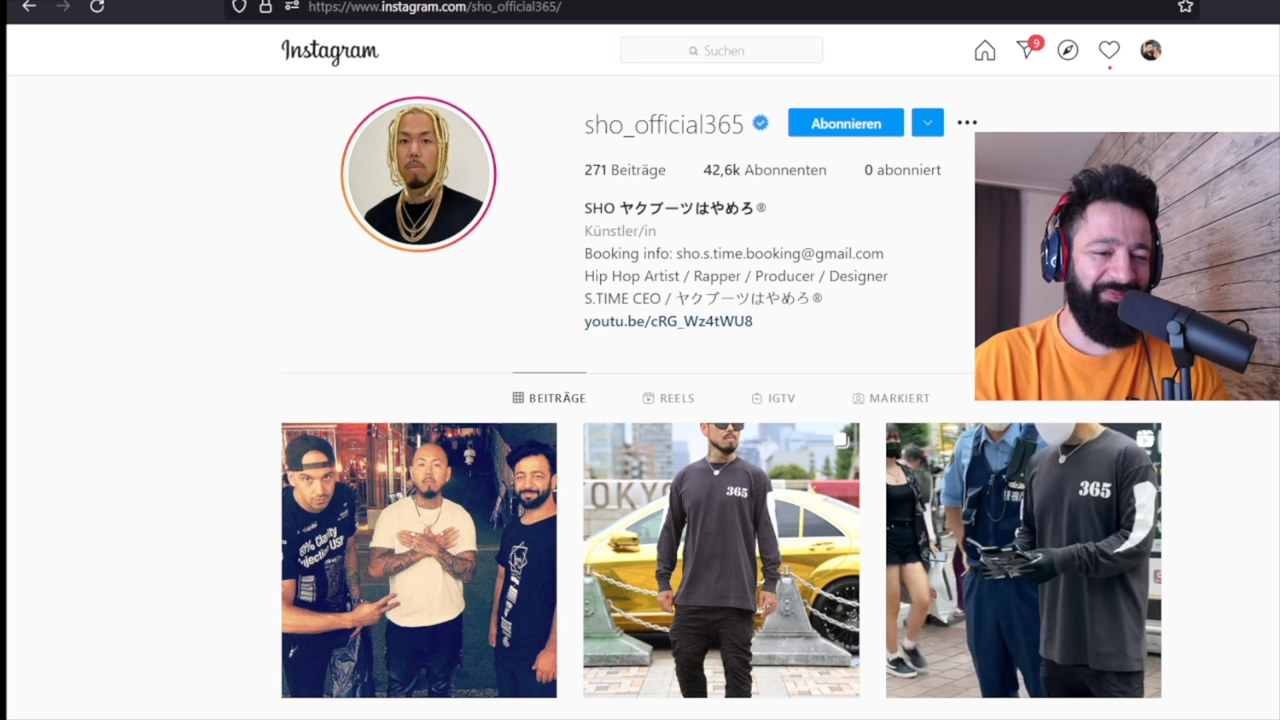 https://www.instagram.com/sho_official365/
Instagram
Suchen
9
sho_official365
Abonnieren
271 Beiträge 42,6k Abonnenten 0 abonniert
SHO ヤクブーツはやめろ®
Künstler/in
Booking info: sho.s.time.booking@gmail.com
Hip Hop Artist / Rapper / Producer / Designer
S.TIME CEO / ヤクブーツはやめろ®
youtu.be/cRG_Wz4tWU8
BEITRÄGE REELS IGTV MARKIERT
Clarity
Injection
TOKYO
365
365